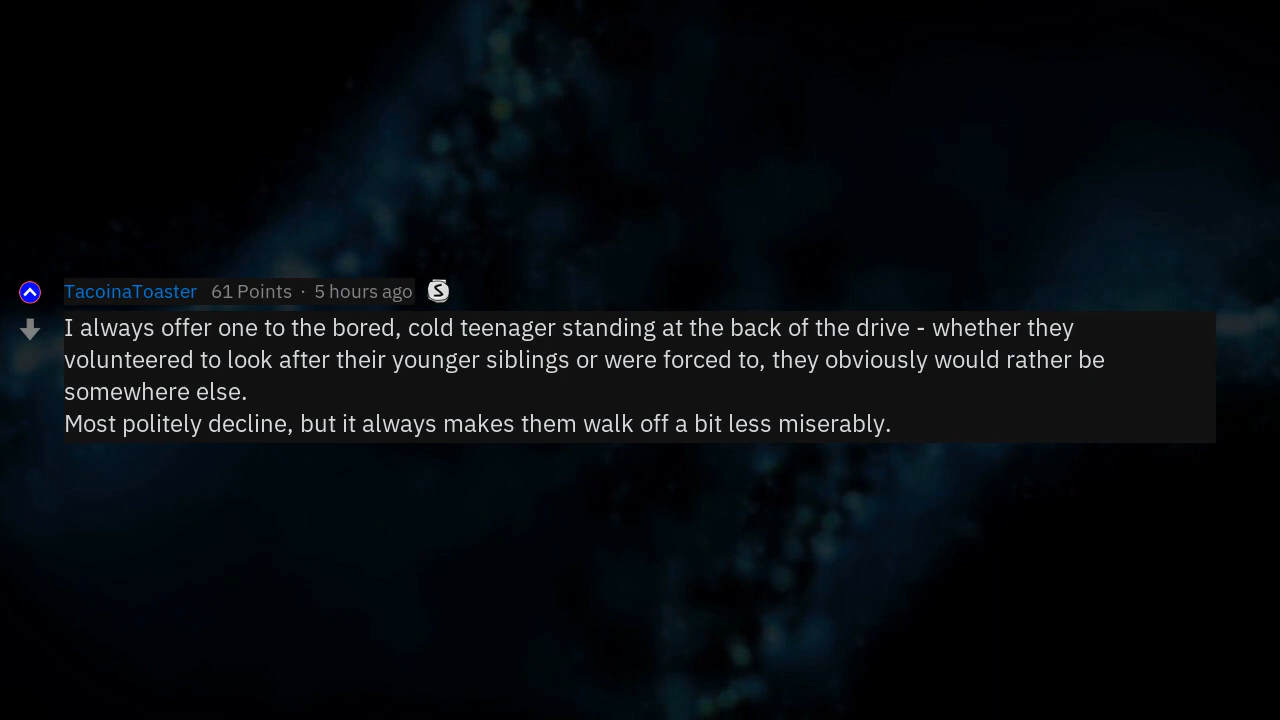 TacoinaToaster 61 Points · 5 hours ago S
I always offer one to the bored, cold teenager standing at the back of the drive - whether they
volunteered to look after their younger siblings or were forced to, they obviously would rather be
somewhere else.
Most politely decline, but it always makes them walk off a bit less miserably.